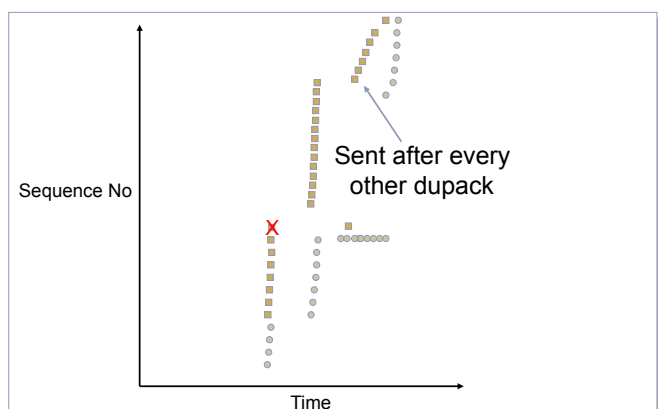 X
Sent after every
other dupack
Sequence No
Time